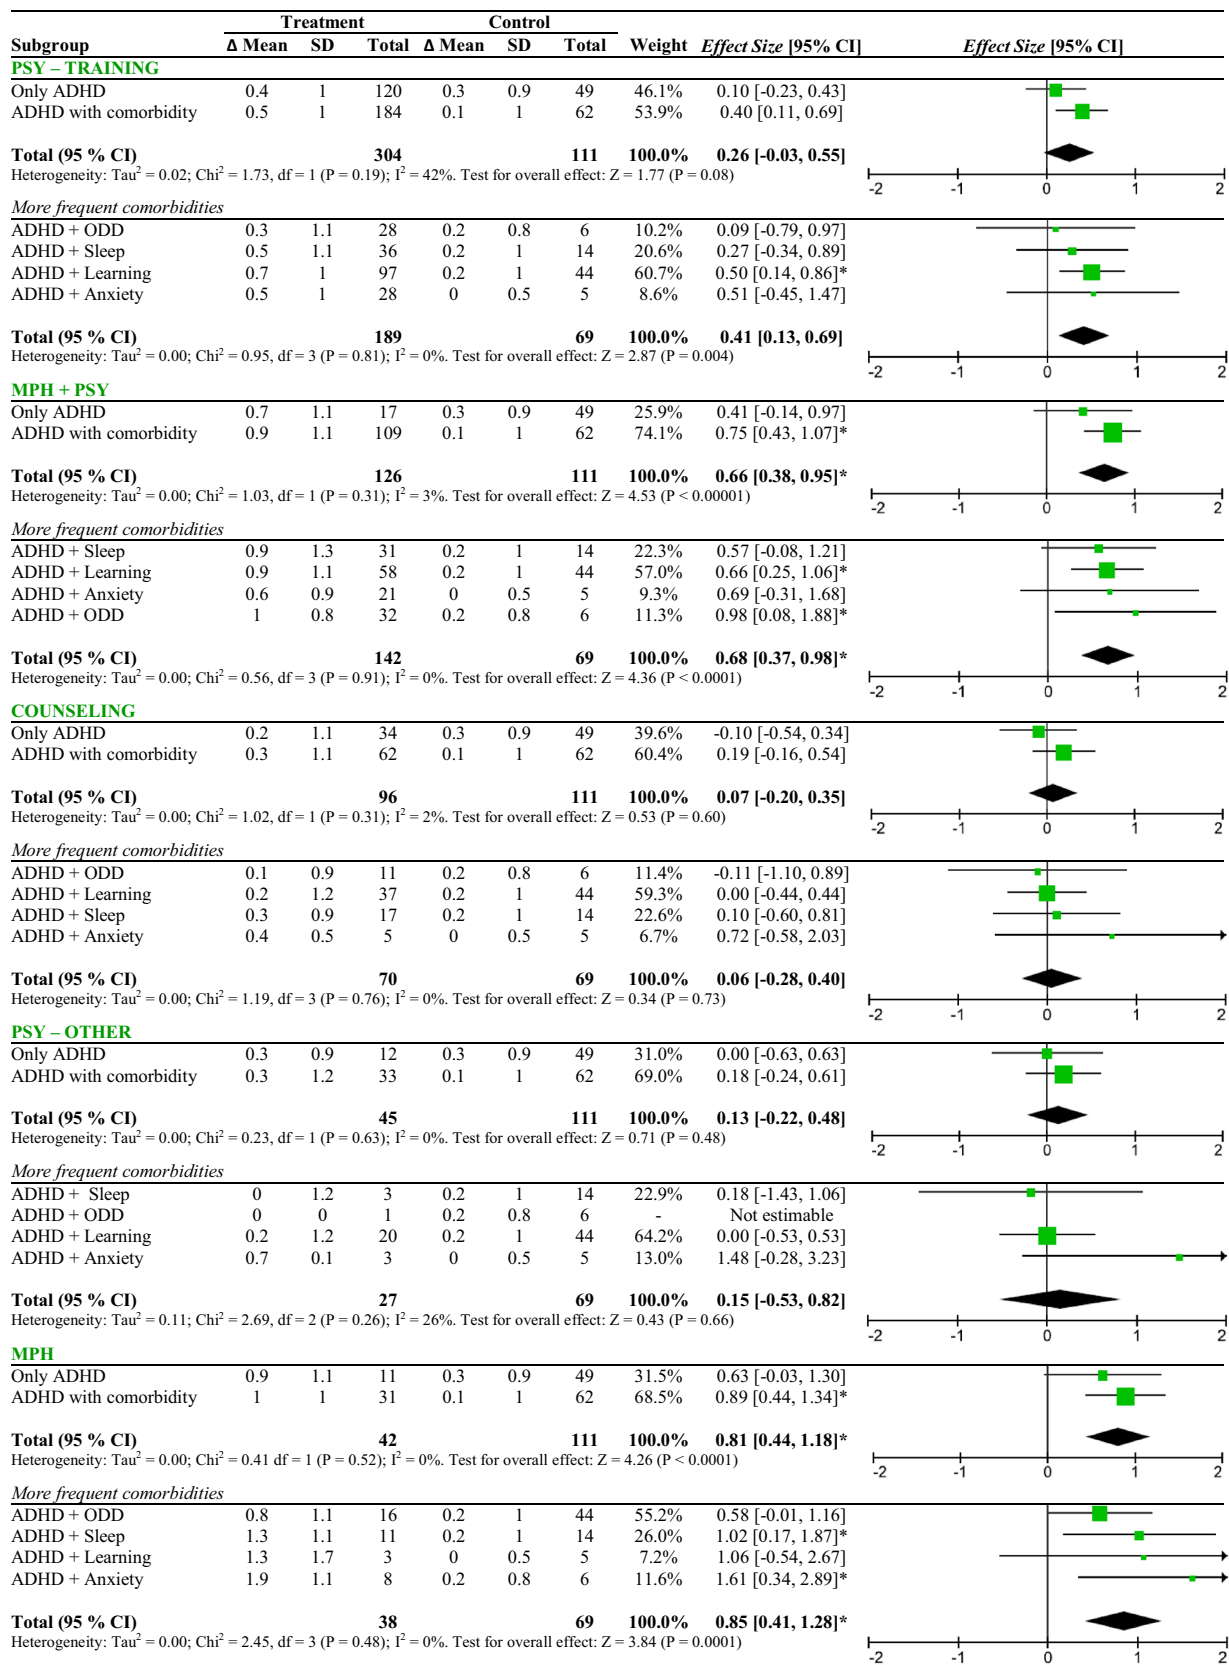 Treatment Control
Subgroup Δ Mean SD Total Δ Mean SD Total Weight Effect Size [95% CI] Effect Size [95% CI]
PSY – TRAINING
Only ADHD 0.4 1 120 0.3 0.9 49 46.1% 0.10 [-0.23, 0.43]
ADHD with comorbidity 0.5 1 184 0.1 1 62 53.9% 0.40 [0.11, 0.69]
Total (95 % CI) 304 111 100.0% 0.26 [-0.03, 0.55]
Heterogeneity: Tau² = 0.02; Chi² = 1.73, df = 1 (P = 0.19); I² = 42%. Test for overall effect: Z = 1.77 (P = 0.08)
-2 -1 0 1 2
More frequent comorbidities
ADHD + ODD 0.3 1.1 28 0.2 0.8 6 10.2% 0.09 [-0.79, 0.97]
ADHD + Sleep 0.5 1.1 36 0.2 1 14 20.6% 0.27 [-0.34, 0.89]
ADHD + Learning 0.7 1 97 0.2 1 44 60.7% 0.50 [0.14, 0.86]*
ADHD + Anxiety 0.5 1 28 0 0.5 5 8.6% 0.51 [-0.45, 1.47]
Total (95 % CI) 189 69 100.0% 0.41 [0.13, 0.69]
Heterogeneity: Tau² = 0.00; Chi² = 0.95, df = 3 (P = 0.81); I² = 0%. Test for overall effect: Z = 2.87 (P = 0.004)
-2 -1 0 1 2
MPH + PSY
Only ADHD 0.7 1.1 17 0.3 0.9 49 25.9% 0.41 [-0.14, 0.97]
ADHD with comorbidity 0.9 1.1 109 0.1 1 62 74.1% 0.75 [0.43, 1.07]*
Total (95 % CI) 126 111 100.0% 0.66 [0.38, 0.95]*
Heterogeneity: Tau² = 0.00; Chi² = 1.03, df = 1 (P = 0.31); I² = 3%. Test for overall effect: Z = 4.53 (P < 0.00001)
-2 -1 0 1 2
More frequent comorbidities
ADHD + Sleep 0.9 1.3 31 0.2 1 14 22.3% 0.57 [-0.08, 1.21]
ADHD + Learning 0.9 1.1 58 0.2 1 44 57.0% 0.66 [0.25, 1.06]*
ADHD + Anxiety 0.6 0.9 21 0 0.5 5 9.3% 0.69 [-0.31, 1.68]
ADHD + ODD 1 0.8 32 0.2 0.8 6 11.3% 0.98 [0.08, 1.88]*
Total (95 % CI) 142 69 100.0% 0.68 [0.37, 0.98]*
Heterogeneity: Tau² = 0.00; Chi² = 0.56, df = 3 (P = 0.91); I² = 0%. Test for overall effect: Z = 4.36 (P < 0.0001)
-2 -1 0 1 2
COUNSELING
Only ADHD 0.2 1.1 34 0.3 0.9 49 39.6% -0.10 [-0.54, 0.34]
ADHD with comorbidity 0.3 1.1 62 0.1 1 62 60.4% 0.19 [-0.16, 0.54]
Total (95 % CI) 96 111 100.0% 0.07 [-0.20, 0.35]
Heterogeneity: Tau² = 0.00; Chi² = 1.02, df = 1 (P = 0.31); I² = 2%. Test for overall effect: Z = 0.53 (P = 0.60)
-2 -1 0 1 2
More frequent comorbidities
ADHD + ODD 0.1 0.9 11 0.2 0.8 6 11.4% -0.11 [-1.10, 0.89]
ADHD + Learning 0.2 1.2 37 0.2 1 44 59.3% 0.00 [-0.44, 0.44]
ADHD + Sleep 0.3 0.9 17 0.2 1 14 22.6% 0.10 [-0.60, 0.81]
ADHD + Anxiety 0.4 0.5 5 0 0.5 5 6.7% 0.72 [-0.58, 2.03]
Total (95 % CI) 70 69 100.0% 0.06 [-0.28, 0.40]
Heterogeneity: Tau² = 0.00; Chi² = 1.19, df = 3 (P = 0.76); I² = 0%. Test for overall effect: Z = 0.34 (P = 0.73)
-2 -1 0 1 2
PSY – OTHER
Only ADHD 0.3 0.9 12 0.3 0.9 49 31.0% 0.00 [-0.63, 0.63]
ADHD with comorbidity 0.3 1.2 33 0.1 1 62 69.0% 0.18 [-0.24, 0.61]
Total (95 % CI) 45 111 100.0% 0.13 [-0.22, 0.48]
Heterogeneity: Tau² = 0.00; Chi² = 0.23, df = 1 (P = 0.63); I² = 0%. Test for overall effect: Z = 0.71 (P = 0.48)
-2 -1 0 1 2
More frequent comorbidities
ADHD + Sleep 0 1.2 3 0.2 1 14 22.9% 0.18 [-1.43, 1.06]
ADHD + ODD 0 0 1 0.2 0.8 6 - Not estimable
ADHD + Learning 0.2 1.2 20 0.2 1 44 64.2% 0.00 [-0.53, 0.53]
ADHD + Anxiety 0.7 0.1 3 0 0.5 5 13.0% 1.48 [-0.28, 3.23]
Total (95 % CI) 27 69 100.0% 0.15 [-0.53, 0.82]
Heterogeneity: Tau² = 0.11; Chi² = 2.69, df = 2 (P = 0.26); I² = 26%. Test for overall effect: Z = 0.43 (P = 0.66)
-2 -1 0 1 2
MPH
Only ADHD 0.9 1.1 11 0.3 0.9 49 31.5% 0.63 [-0.03, 1.30]
ADHD with comorbidity 1 1 31 0.1 1 62 68.5% 0.89 [0.44, 1.34]*
Total (95 % CI) 42 111 100.0% 0.81 [0.44, 1.18]*
Heterogeneity: Tau² = 0.00; Chi² = 0.41 df = 1 (P = 0.52); I² = 0%. Test for overall effect: Z = 4.26 (P < 0.0001)
-2 -1 0 1 2
More frequent comorbidities
ADHD + ODD 0.8 1.1 16 0.2 1 44 55.2% 0.58 [-0.01, 1.16]
ADHD + Sleep 1.3 1.1 11 0.2 1 14 26.0% 1.02 [0.17, 1.87]*
ADHD + Learning 1.3 1.7 3 0 0.5 5 7.2% 1.06 [-0.54, 2.67]
ADHD + Anxiety 1.9 1.1 8 0.2 0.8 6 11.6% 1.61 [0.34, 2.89]*
Total (95 % CI) 38 69 100.0% 0.85 [0.41, 1.28]*
Heterogeneity: Tau² = 0.00; Chi² = 2.45, df = 3 (P = 0.48); I² = 0%. Test for overall effect: Z = 3.84 (P = 0.0001)
-2 -1 0 1 2